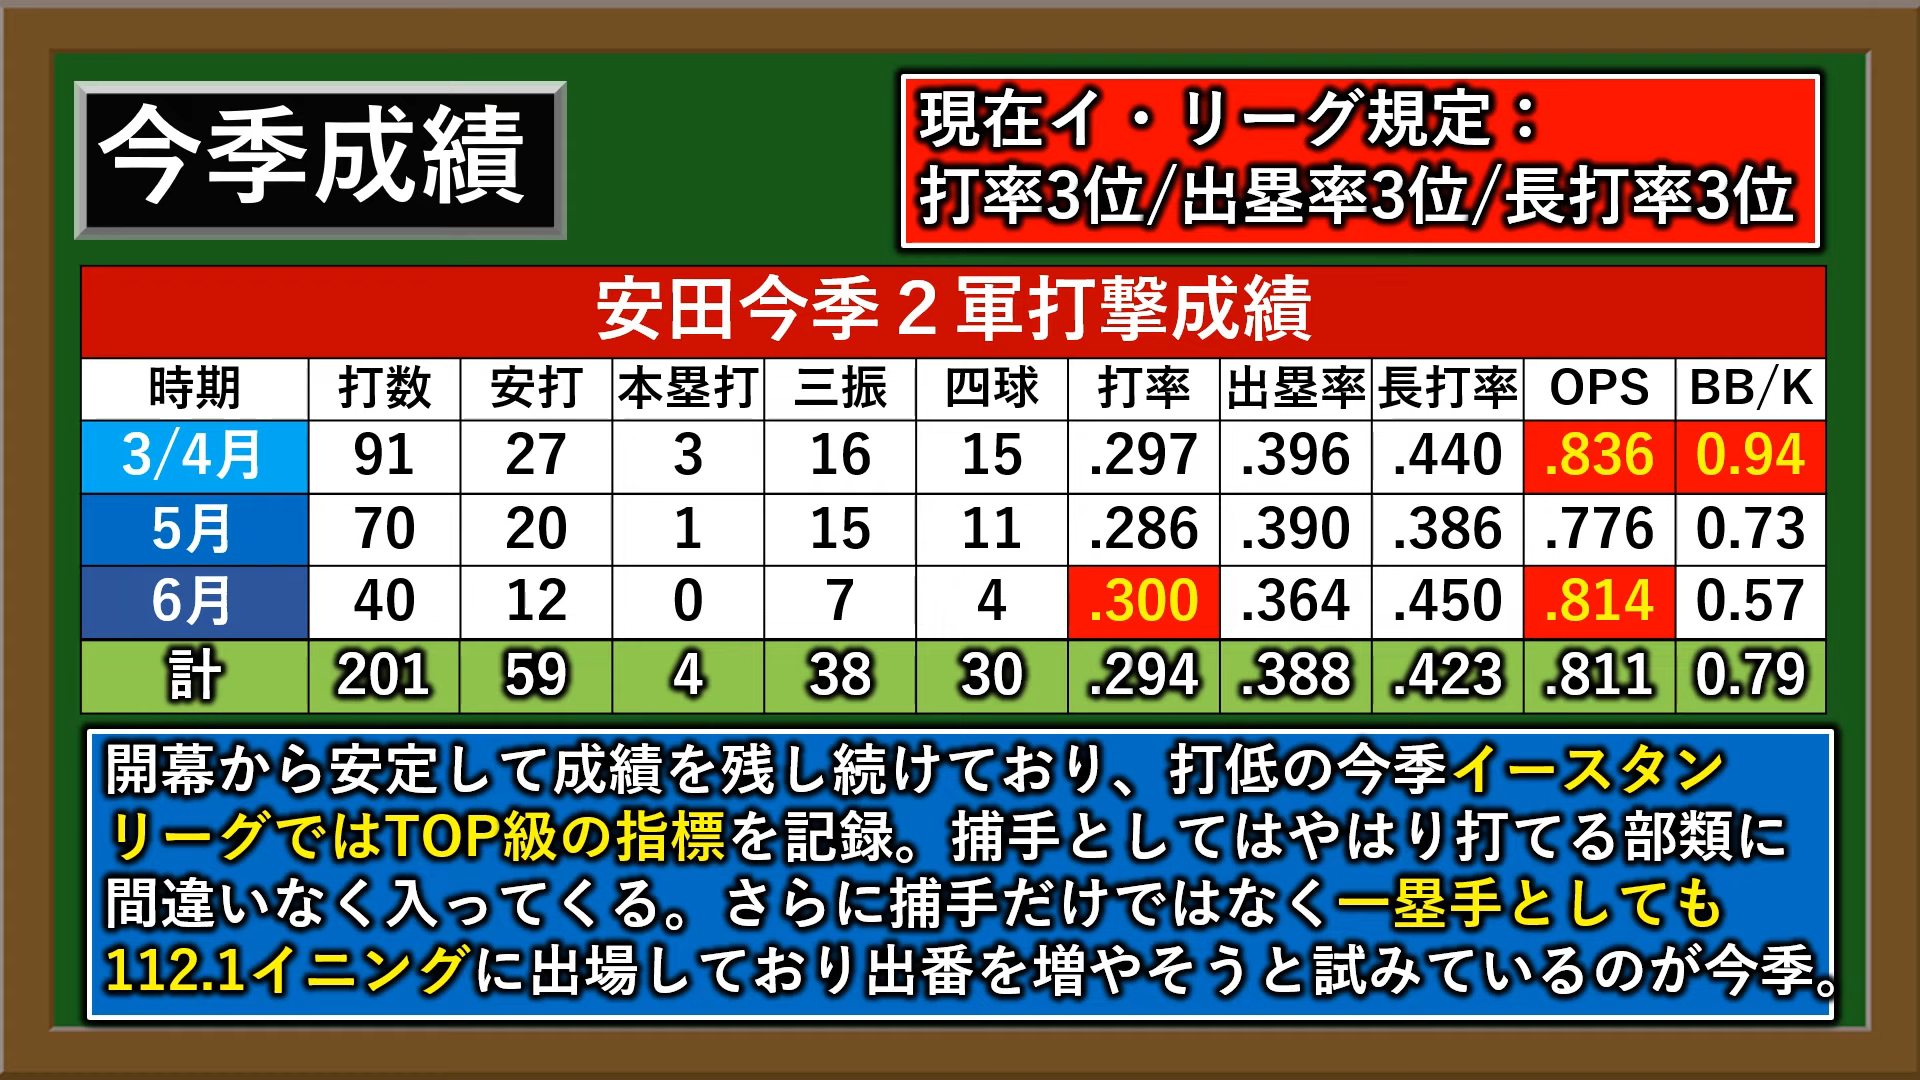 今季成績
現在イ・リーグ規定：
打率3位/出塁率3位/長打率3位
安田今季２軍打撃成績
時期 打数 安打 本塁打 三振 四球 打率 出塁率 長打率 OPS BB/K
3/4月 91 27 3 16 15 .297 .396 .440 .836 0.94
5月 70 20 1 15 11 .286 .390 .386 .776 0.73
6月 40 12 0 7 4 .300 .364 .450 .814 0.57
計 201 59 4 38 30 .294 .388 .423 .811 0.79
開幕から安定して成績を残し続けており、打低の今季イースタン
リーグではTOP級の指標を記録。捕手としてはやはり打てる部類に
間違いなく入ってくる。さらに捕手だけではなく一塁手としても
112.1イニングに出場しており出番を増やそうと試みているのが今季。